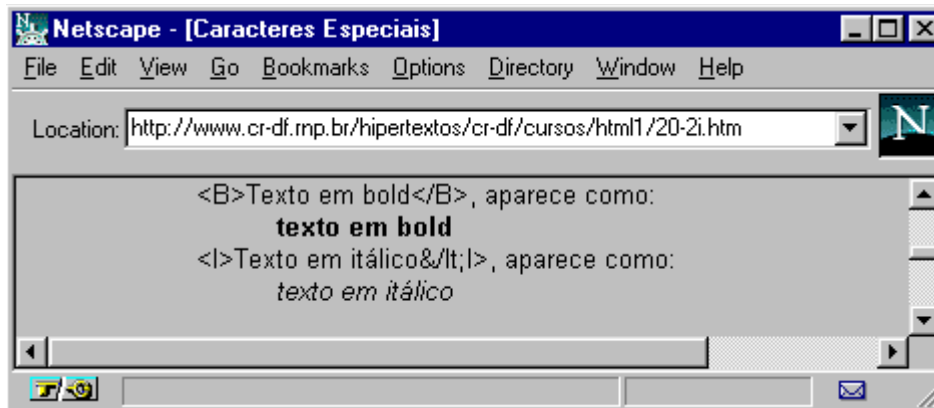 Netscape - [Caracteres Especiais]
File Edit View Go Bookmarks Options Directory Window Help
Location: http://www.cr-df.rnp.br/hipertextos/cr-df/cursos/html1/20-2i.htm N
<B>Texto em bold</B>, aparece como:
texto em bold
<I>Texto em itálico&/lt;I>, aparece como:
texto em itálico